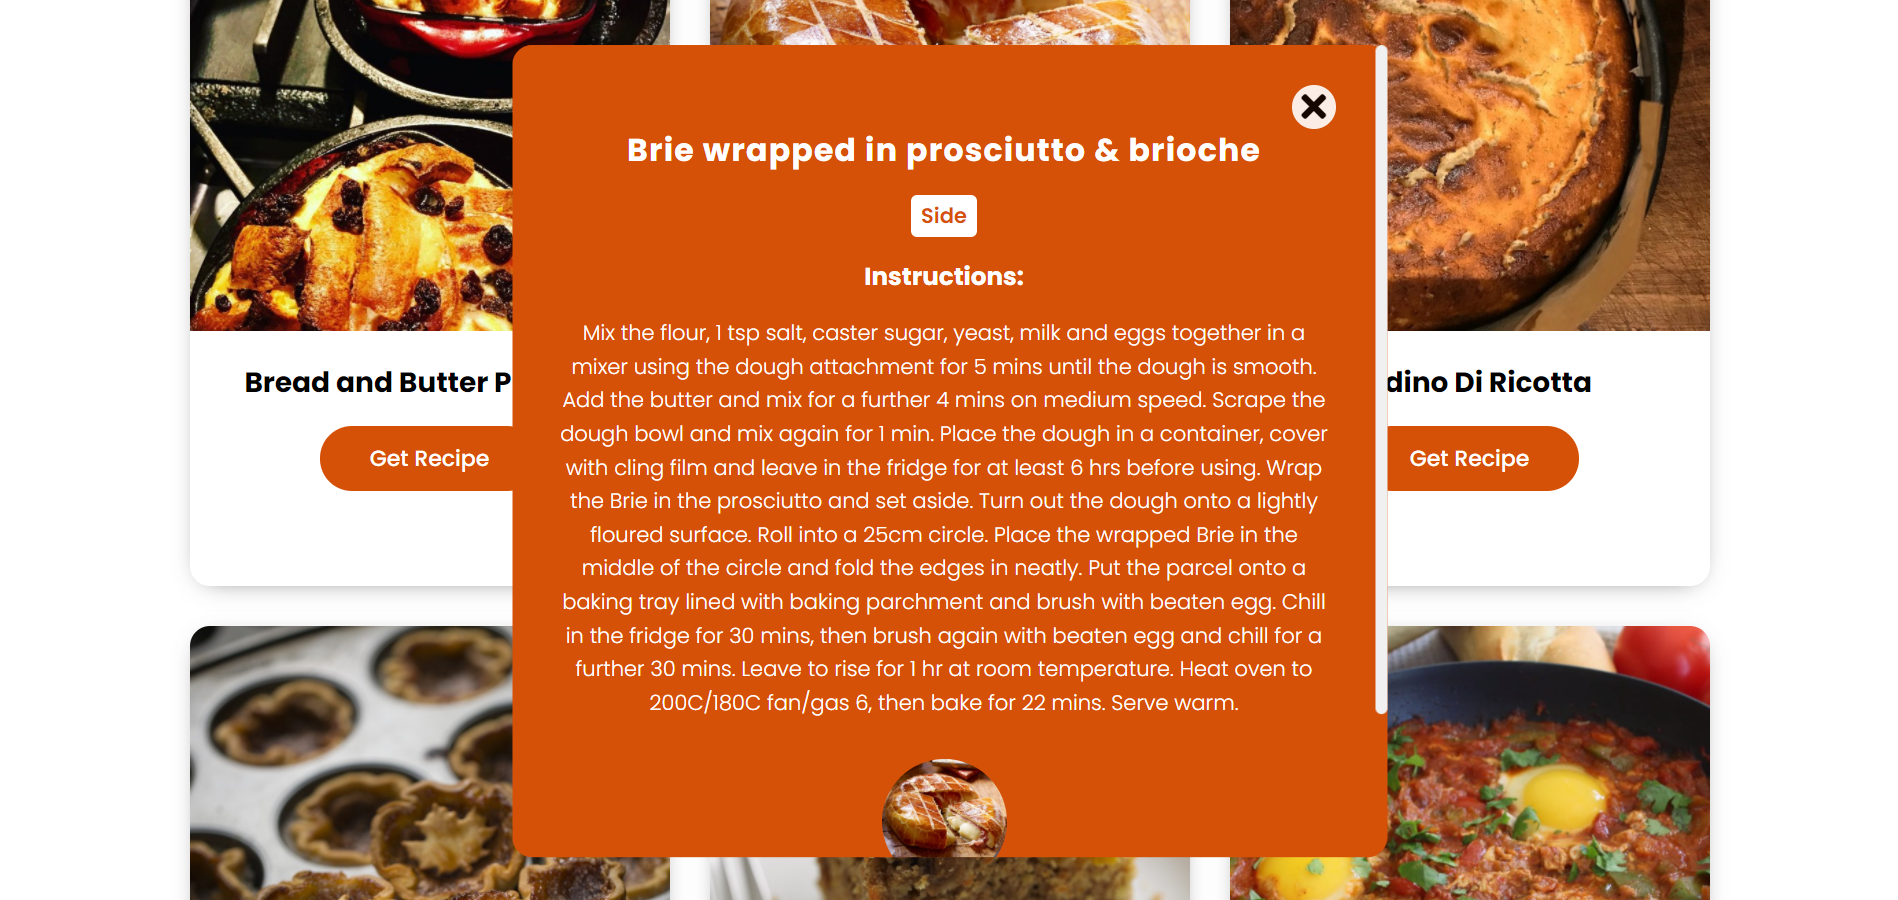 Brie wrapped in prosciutto & brioche
Side
Instructions:
Mix the flour, 1 tsp salt, caster sugar, yeast, milk and eggs together in a
mixer using the dough attachment for 5 mins until the dough is smooth.
Add the butter and mix for a further 4 mins on medium speed. Scrape the
dough bowl and mix again for 1 min. Place the dough in a container, cover
with cling film and leave in the fridge for at least 6 hrs before using. Wrap
the Brie in the prosciutto and set aside. Turn out the dough onto a lightly
floured surface. Roll into a 25cm circle. Place the wrapped Brie in the
middle of the circle and fold the edges in neatly. Put the parcel onto a
baking tray lined with baking parchment and brush with beaten egg. Chill
in the fridge for 30 mins, then brush again with beaten egg and chill for a
further 30 mins. Leave to rise for 1 hr at room temperature. Heat oven to
200C/180C fan/gas 6, then bake for 22 mins. Serve warm.
Bread and Butter P
Get Recipe
dino Di Ricotta
Get Recipe